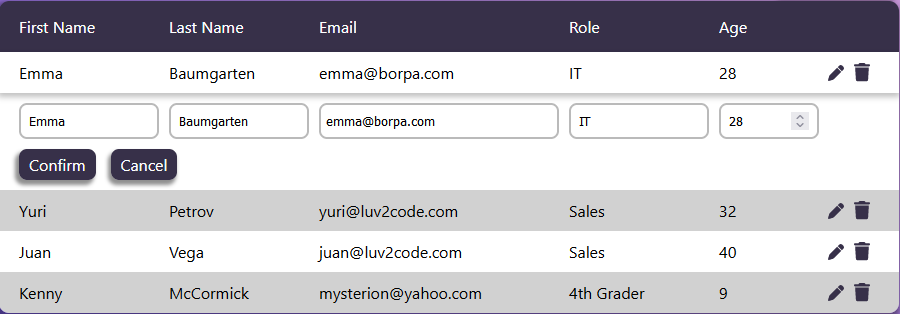 First Name Last Name Email Role Age
Emma Baumgarten emma@borpa.com IT 28
Emma Baumgarten emma@borpa.com IT 28
Confirm Cancel
Yuri Petrov yuri@luv2code.com Sales 32
Juan Vega juan@luv2code.com Sales 40
Kenny McCormick mysterion@yahoo.com 4th Grader 9